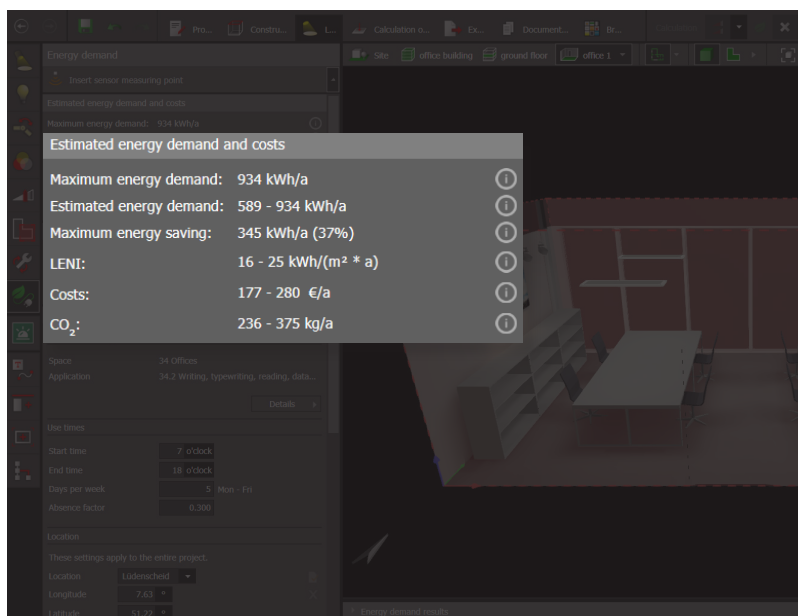 Pro... Constru... L... Calculation o... Ex... Document... Br...
Energy demand
Site office building ground floor office 1
Insert sensor measuring point
Estimated energy demand and costs
Maximum energy demand: 934 kWh/a
Estimated energy demand and costs
Maximum energy demand: 934 kWh/a
Estimated energy demand: 589 - 934 kWh/a
Maximum energy saving: 345 kWh/a (37%)
LENI: 16 - 25 kWh/(m² * a)
Costs: 177 - 280 €/a
CO₂: 236 - 375 kg/a
Space 34 Offices
Application 34.2 Writing, typewriting, reading, data...
Details
Use times
Start time 7 o'clock
End time 18 o'clock
Days per week 5 Mon - Fri
Absence factor 0.300
Location
These settings apply to the entire project.
Location Lüdenscheid
Longitude 7.63 °
Latitude 51.22 °
Energy demand results